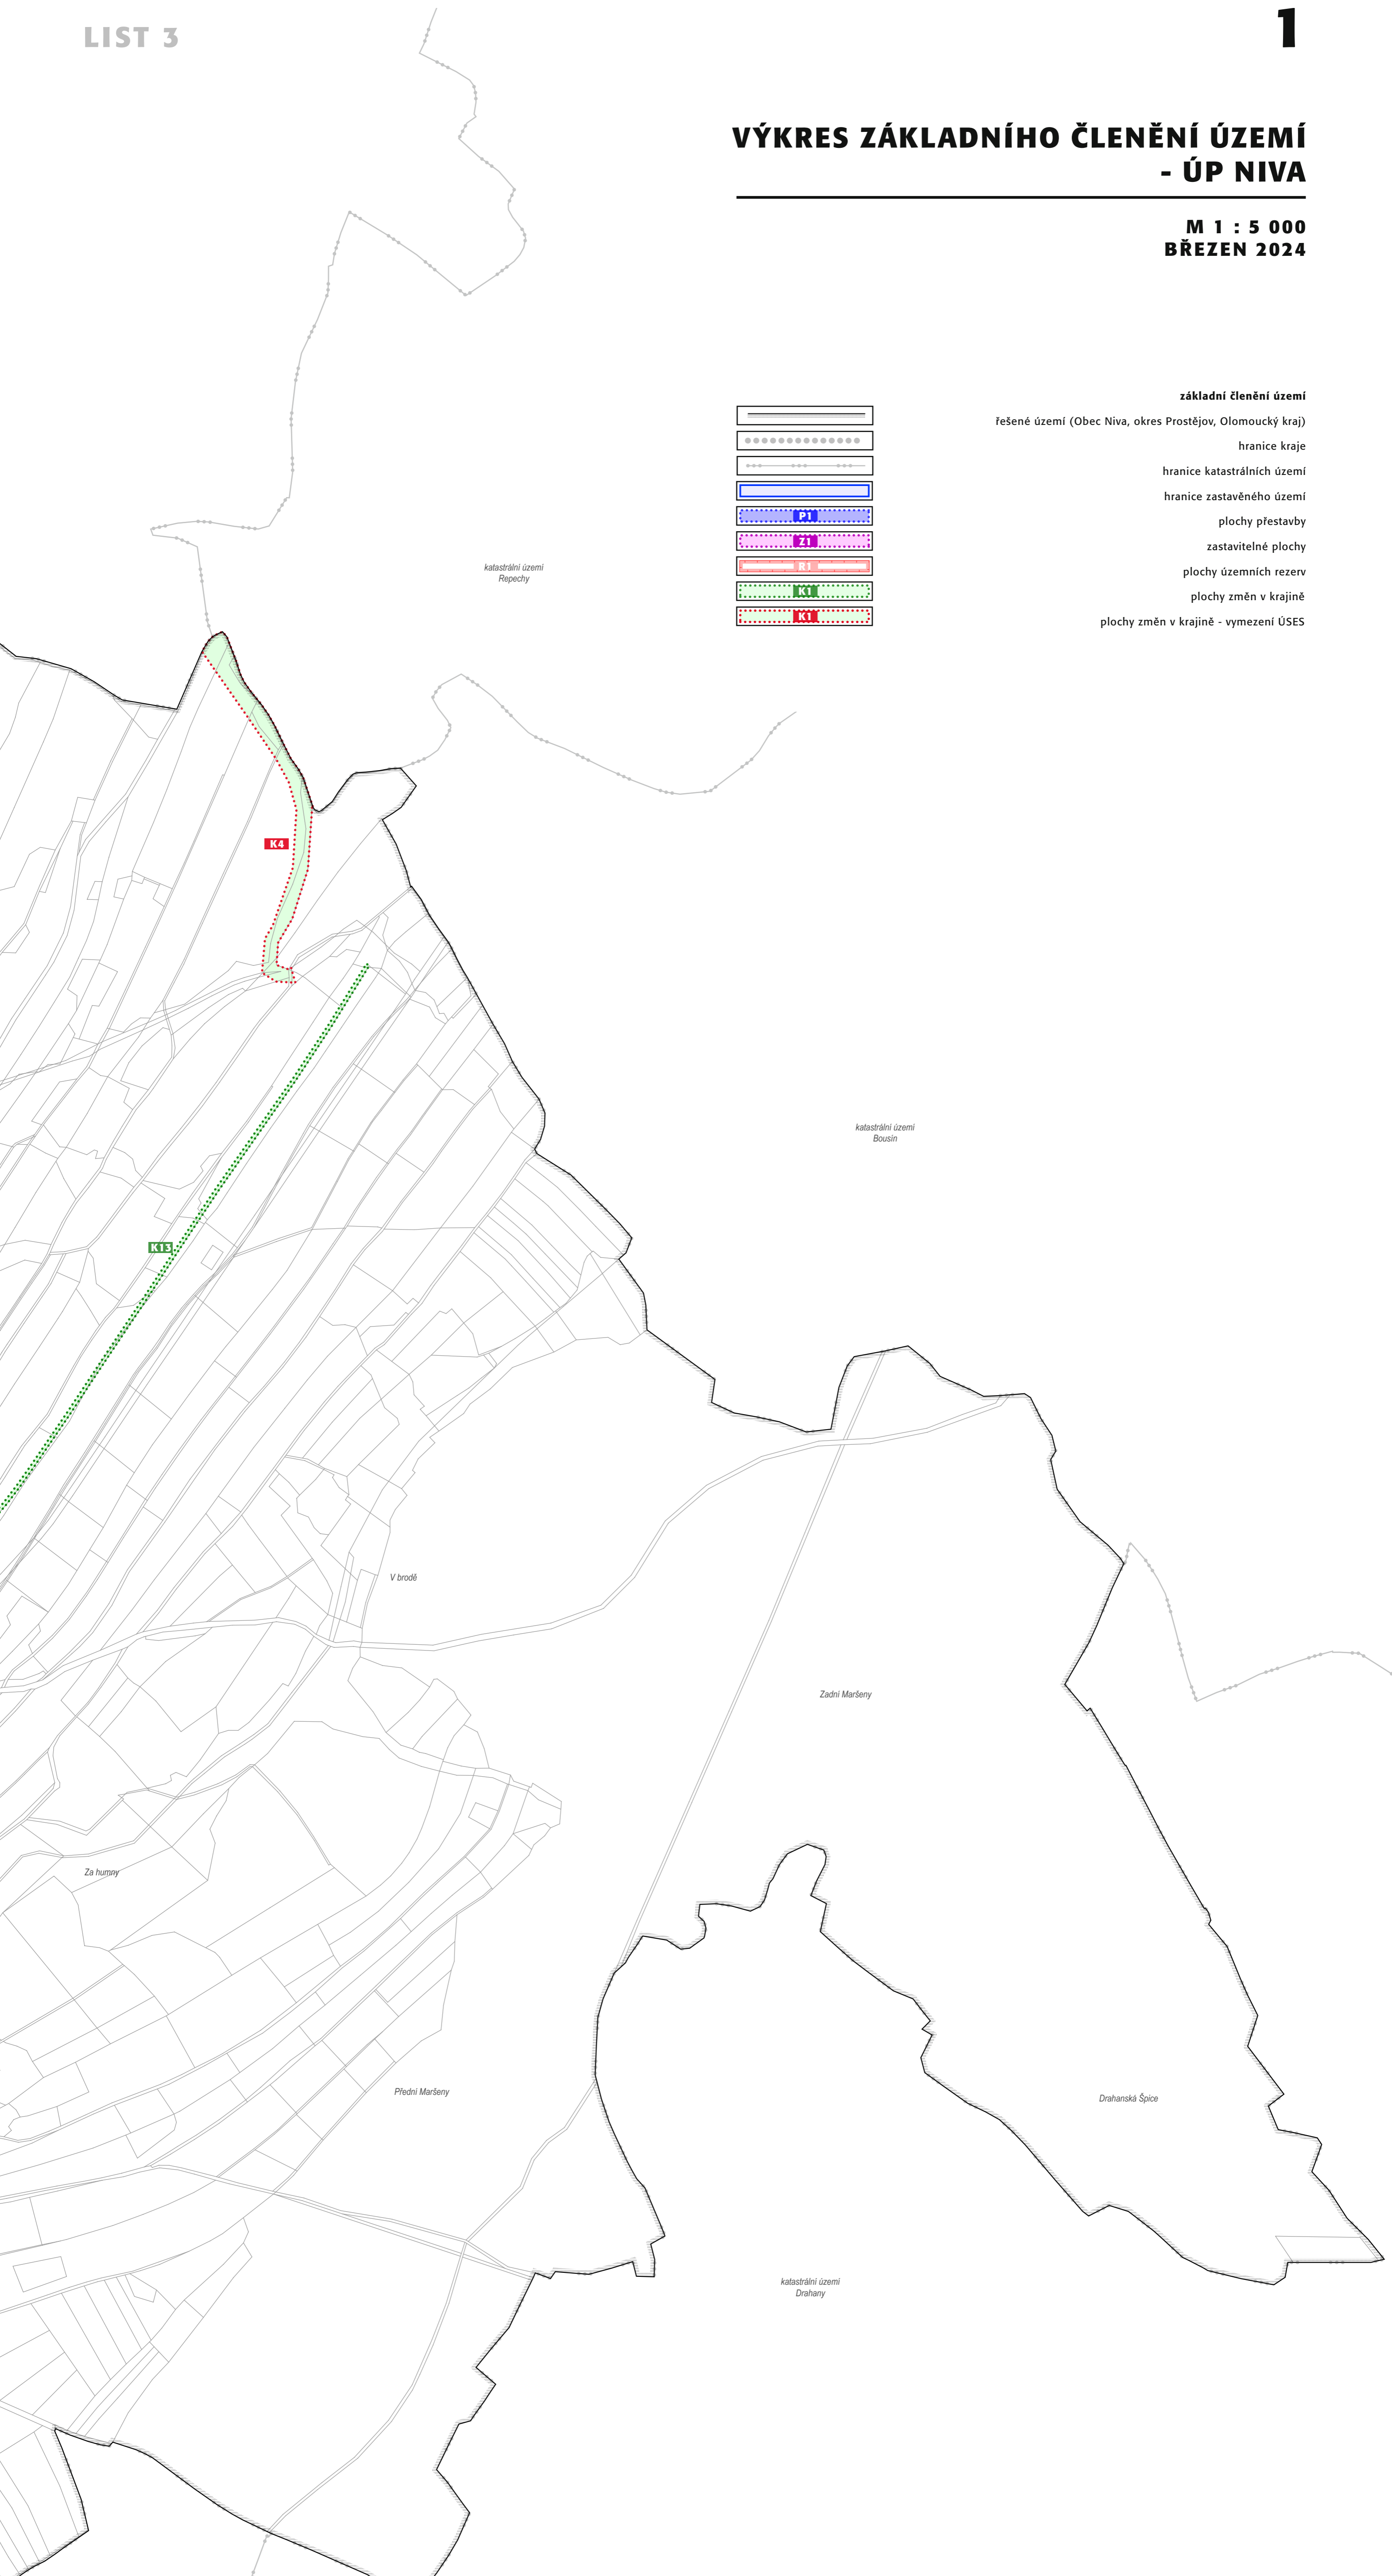 LIST 3
1
VÝKRES ZÁKLADNÍHO ČLENĚNÍ ÚZEMÍ
- ÚP NIVA
M 1 : 5 000
BŘEZEN 2024
základní členění území
řešené území (Obec Niva, okres Prostějov, Olomoucký kraj)
hranice kraje
hranice katastrálních území
hranice zastavěného území
P1 plochy přestavby
Z1 zastavitelné plochy
R1 plochy územních rezerv
K1 plochy změn v krajině
K1 plochy změn v krajině - vymezení ÚSES
katastrální území
Repechy
K4
katastrální území
Bousín
K13
V brodě
Zadní Maršeny
Za humny
Přední Maršeny
Drahanská Špice
katastrální území
Drahany